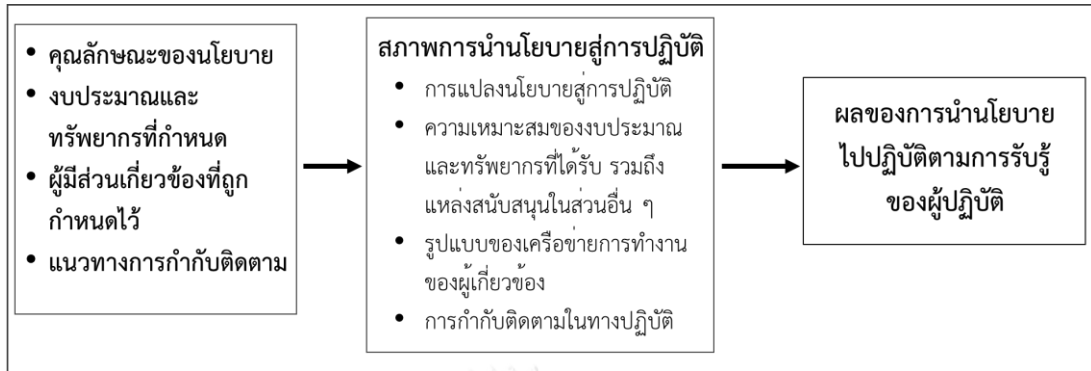 • คุณลักษณะของนโยบาย
• งบประมาณและ
ทรัพยากรที่กำหนด
• ผู้มีส่วนเกี่ยวข้องที่ถูก
กำหนดไว้
• แนวทางการกำกับติดตาม
สภาพการนำนโยบายสู่การปฏิบัติ
• การแปลงนโยบายสู่การปฏิบัติ
• ความเหมาะสมของงบประมาณ
และทรัพยากรที่ได้รับ รวมถึง
แหล่งสนับสนุนในส่วนอื่น ๆ
• รูปแบบของเครือข่ายการทำงาน
ของผู้เกี่ยวข้อง
• การกำกับติดตามในทางปฏิบัติ
ผลของการนำนโยบาย
ไปปฏิบัติตามการรับรู้
ของผู้ปฏิบัติ